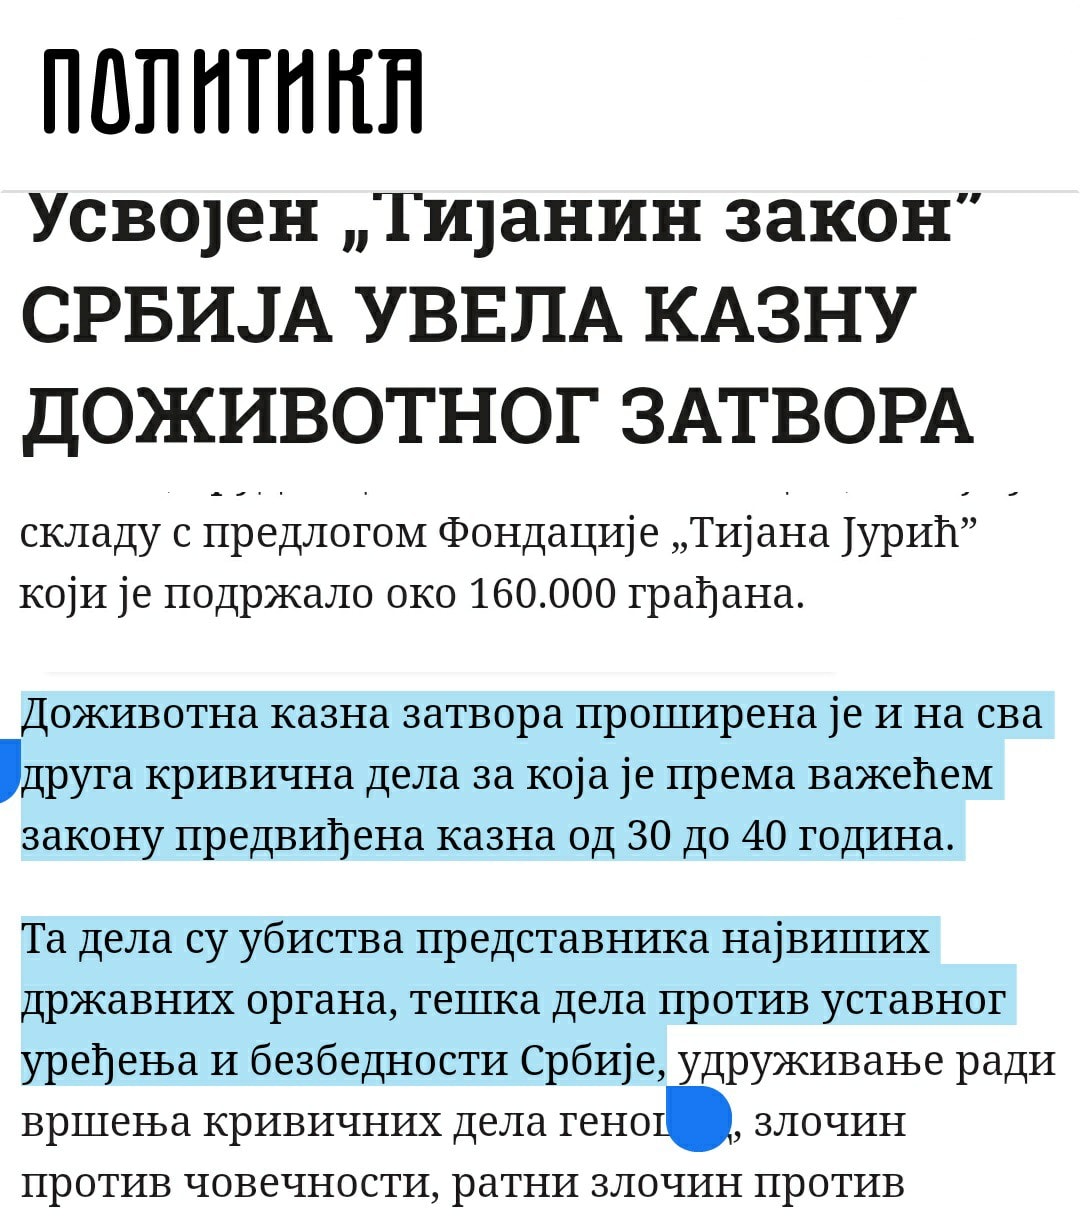 ПОЛИТИКА
Усвојен „Тијанин закон”
СРБИЈА УВЕЛА КАЗНУ
ДОЖИВОТНОГ ЗАТВОРА
складу с предлогом Фондације „Тијана Јурић”
који је подржало око 160.000 грађана.
Доживотна казна затвора проширена је и на сва
друга кривична дела за која је према важећем
закону предвиђена казна од 30 до 40 година.
Та дела су убиства представника највиших
државних органа, тешка дела против уставног
уређења и безбедности Србије, удруживање ради
вршења кривичних дела геноцид, злочин
против човечности, ратни злочин против